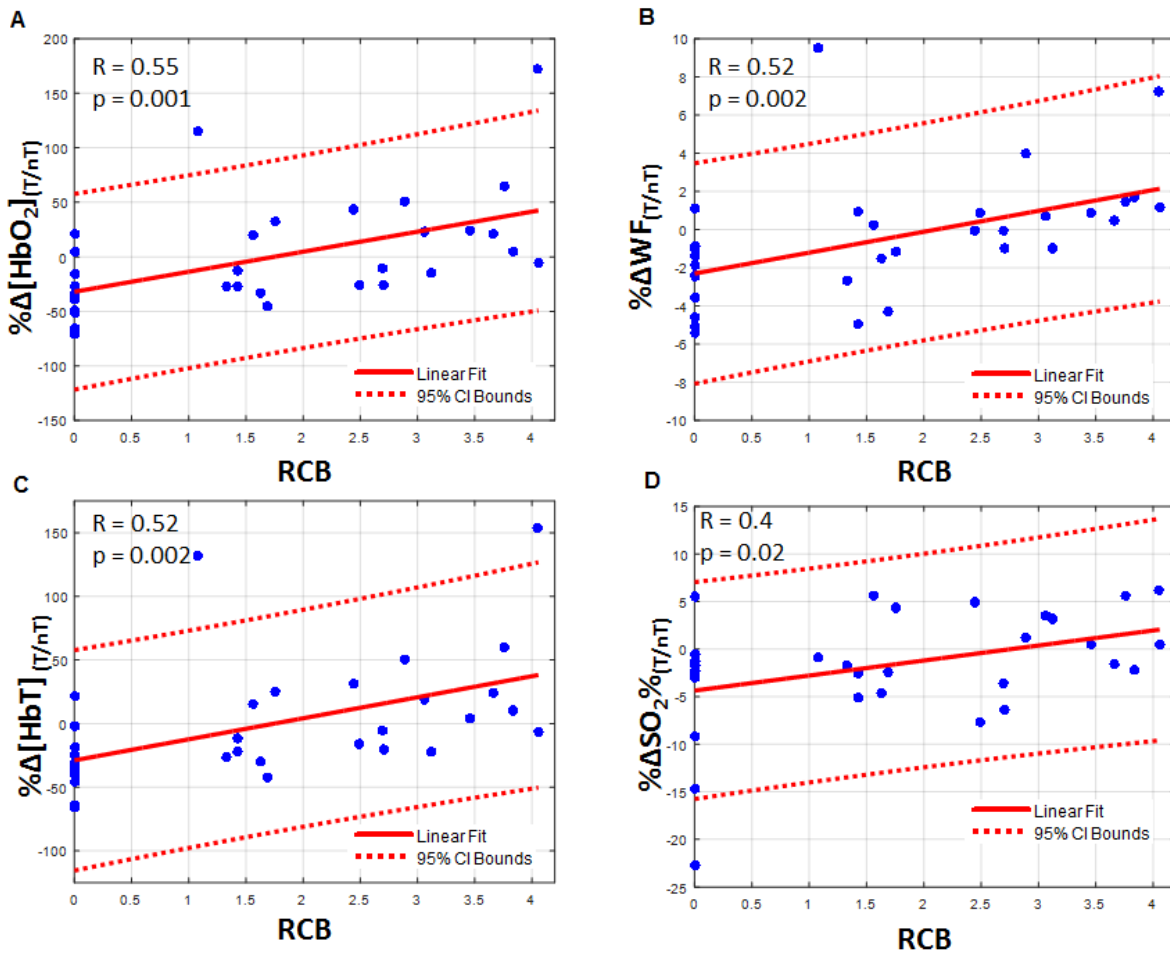 A
200
150
100
50
0
-50
-100
-150
%Δ[HbO2](T/nT)
R = 0.55
p = 0.001
Linear Fit
95% CI Bounds
0 0.5 1 1.5 2 2.5 3 3.5 4
RCB
B
10
8
6
4
2
0
-2
-4
-6
-8
-10
%ΔWF(T/nT)
R = 0.52
p = 0.002
Linear Fit
95% CI Bounds
0 0.5 1 1.5 2 2.5 3 3.5 4
RCB
C
150
100
50
0
-50
-100
%Δ[HbT](T/nT)
R = 0.52
p = 0.002
Linear Fit
95% CI Bounds
0 0.5 1 1.5 2 2.5 3 3.5 4
RCB
D
15
10
5
0
-5
-10
-15
-20
-25
%ΔSO2%(T/nT)
R = 0.4
p = 0.02
Linear Fit
95% CI Bounds
0 0.5 1 1.5 2 2.5 3 3.5 4
RCB